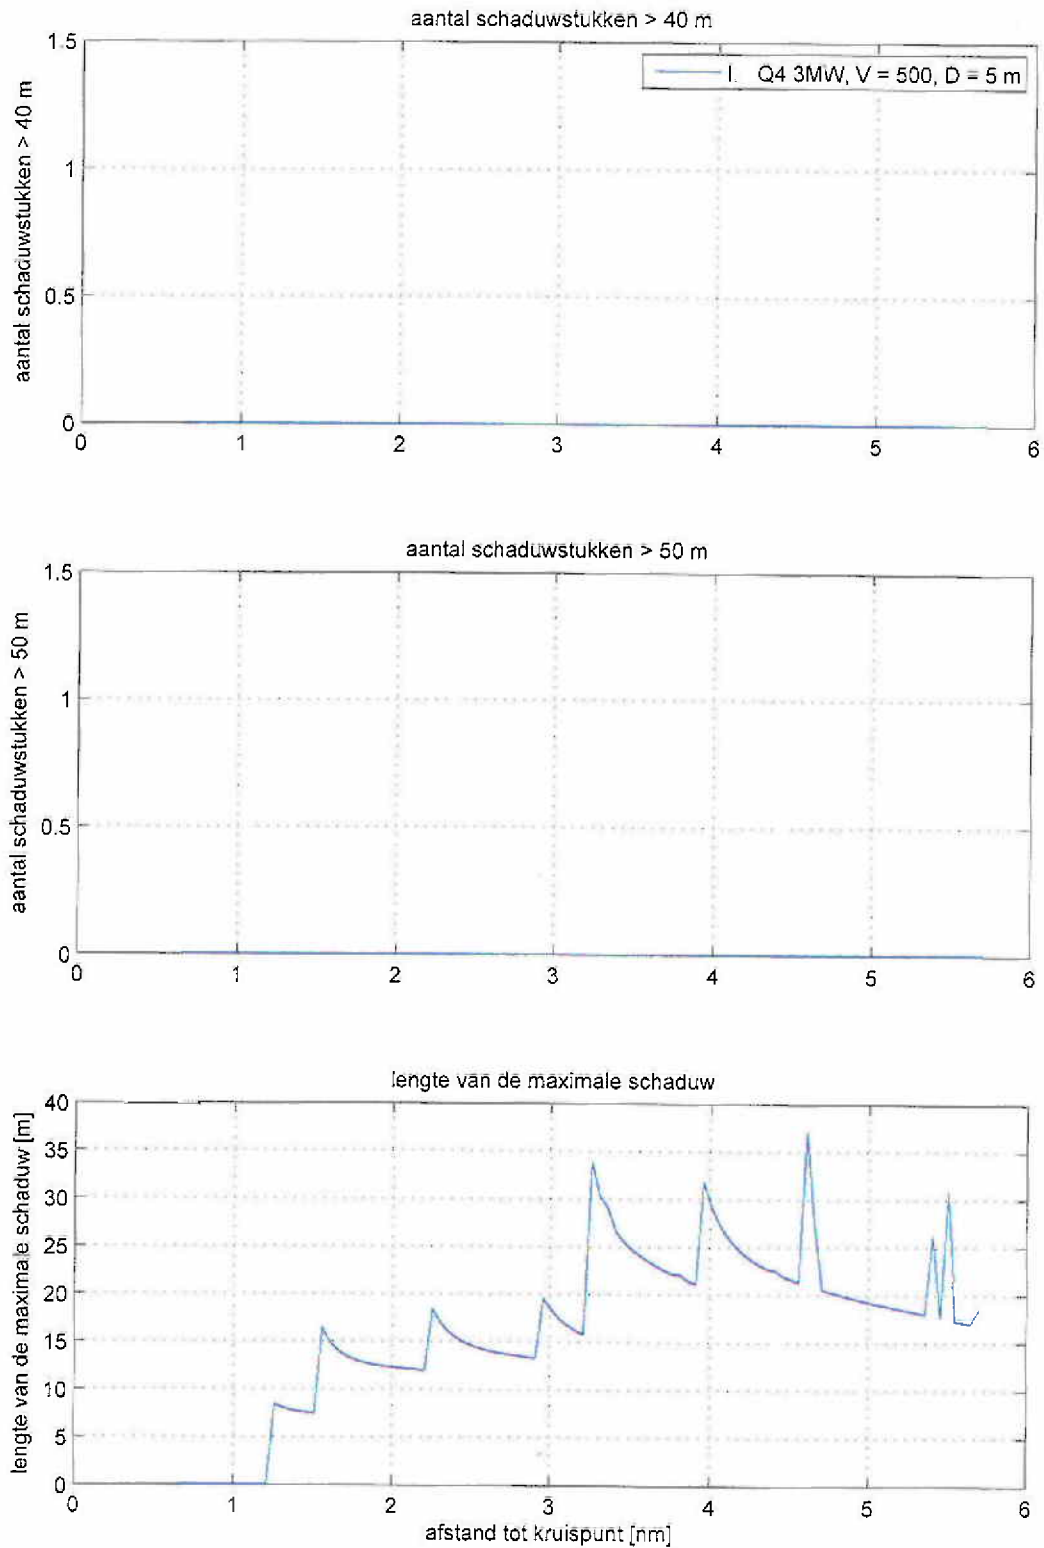 aantal schaduwstukken > 40 m
1.5
1
0.5
0
aantal schaduwstukken > 40 m
I. Q4 3MW, V = 500, D = 5 m
0 1 2 3 4 5 6
aantal schaduwstukken > 50 m
1.5
1
0.5
0
aantal schaduwstukken > 50 m
0 1 2 3 4 5 6
lengte van de maximale schaduw
40
35
30
25
20
15
10
5
0
lengte van de maximale schaduw [m]
0 1 2 3 4 5 6
afstand tot kruispunt [nm]